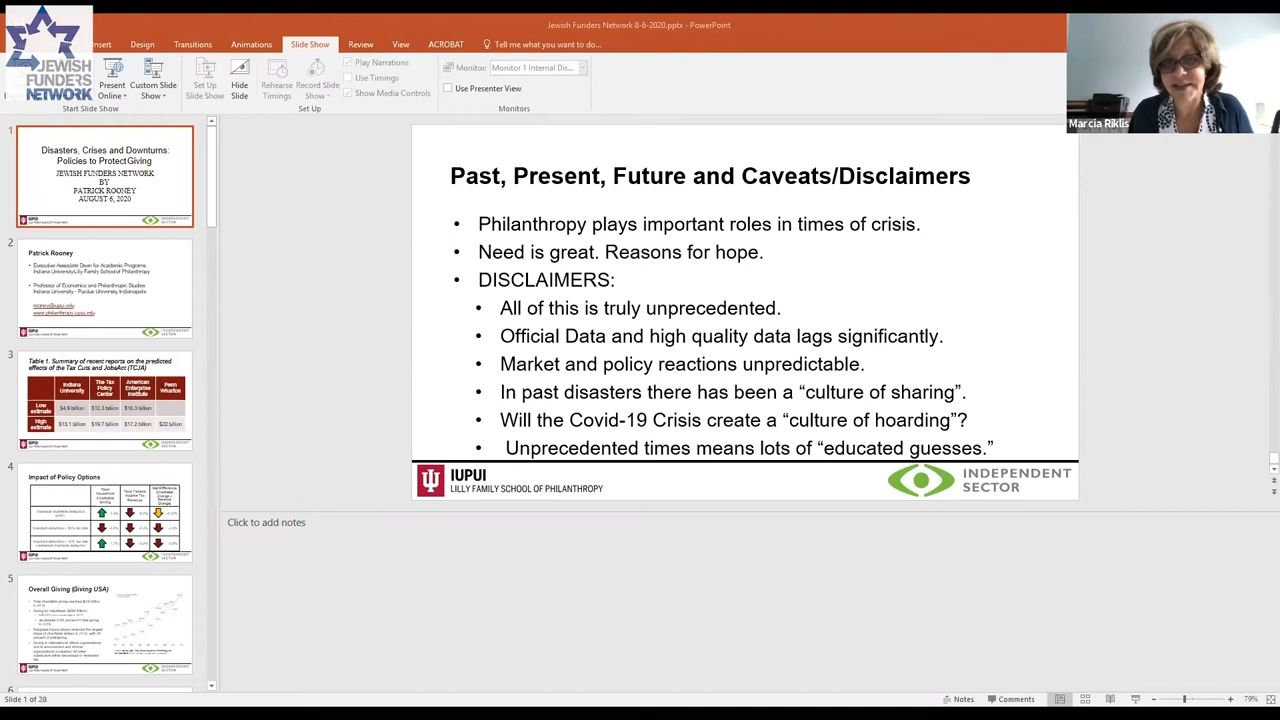 Jewish Funders Network 8-6-2020.pptx - PowerPoint
JEWISH
FUNDERS
NETWORK
Insert
Design
Transitions
Animations
Slide Show
Review
View
ACROBAT
Tell me what you want to do...
Present
Online
Custom Slide
Show
Set Up
Slide Show
Hide
Slide
Rehearse
Timings
Record Slide
Show
Play Narrations
Use Timings
Show Media Controls
Monitor:
Monitor 1 Internal Dis...
Use Presenter View
Start Slide Show
Set Up
Monitors
Marcia Riklis
1
Disasters, Crises and Downturns:
Policies to Protect Giving
JEWISH FUNDERS NETWORK
BY
PATRICK ROONEY
AUGUST 6, 2020
2
Patrick Rooney
Executive Associate Dean for Academic Programs
Indiana University Lilly Family School of Philanthropy
Professor of Economics and Philanthropic Studies
Indiana University - Purdue University Indianapolis
rooney@iupui.edu
www.philanthropy.iupui.edu
3
Table 1. Summary of recent reports on the predicted
effects of the Tax Cuts and JobsAct (TCJA)
Indiana University
The Tax Policy Center
American Enterprise Institute
Penn Wharton
Low estimate
$4.9 billion
$12.3 billion
$16.3 billion
High estimate
$13.1 billion
$19.7 billion
$17.2 billion
$22 billion
4
Impact of Policy Options
5
Overall Giving (Giving USA)
6
Past, Present, Future and Caveats/Disclaimers
• Philanthropy plays important roles in times of crisis.
• Need is great. Reasons for hope.
• DISCLAIMERS:
• All of this is truly unprecedented.
• Official Data and high quality data lags significantly.
• Market and policy reactions unpredictable.
• In past disasters there has been a “culture of sharing”.
• Will the Covid-19 Crisis create a “culture of hoarding”?
• Unprecedented times means lots of “educated guesses.”
IUPUI
LILLY FAMILY SCHOOL OF PHILANTHROPY
INDEPENDENT
SECTOR
Click to add notes
Slide 1 of 28
Notes
Comments
79%